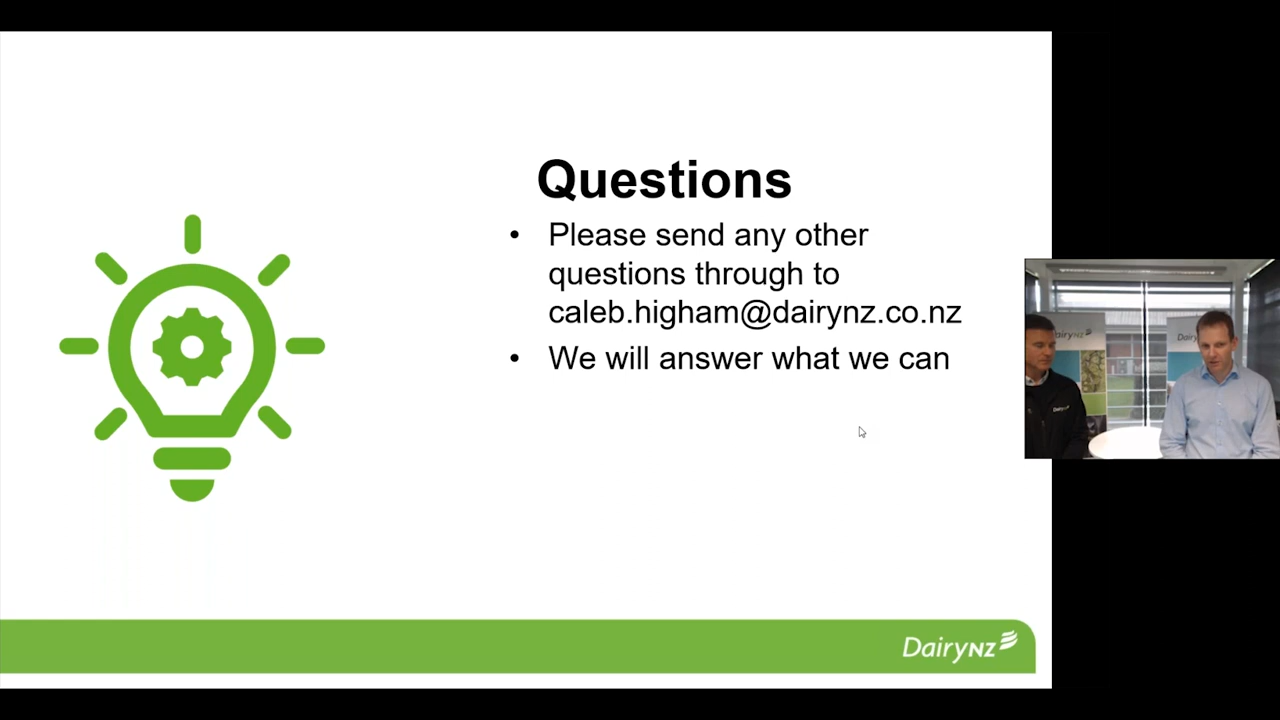 Questions
• Please send any other
questions through to
caleb.higham@dairynz.co.nz
• We will answer what we can
DairyNZ
DairyNZ